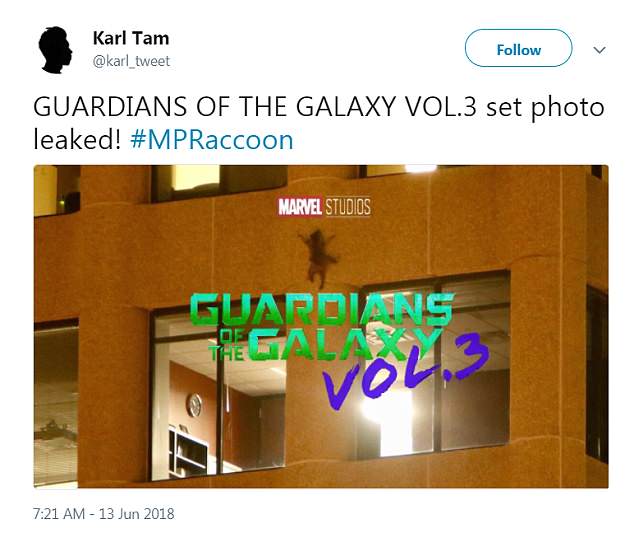 Karl Tam
@karl_tweet
Follow
GUARDIANS OF THE GALAXY VOL.3 set photo
leaked! #MPRaccoon
MARVEL STUDIOS
GUARDIANS
OF
THE GALAXY
VOL.3
7:21 AM - 13 Jun 2018